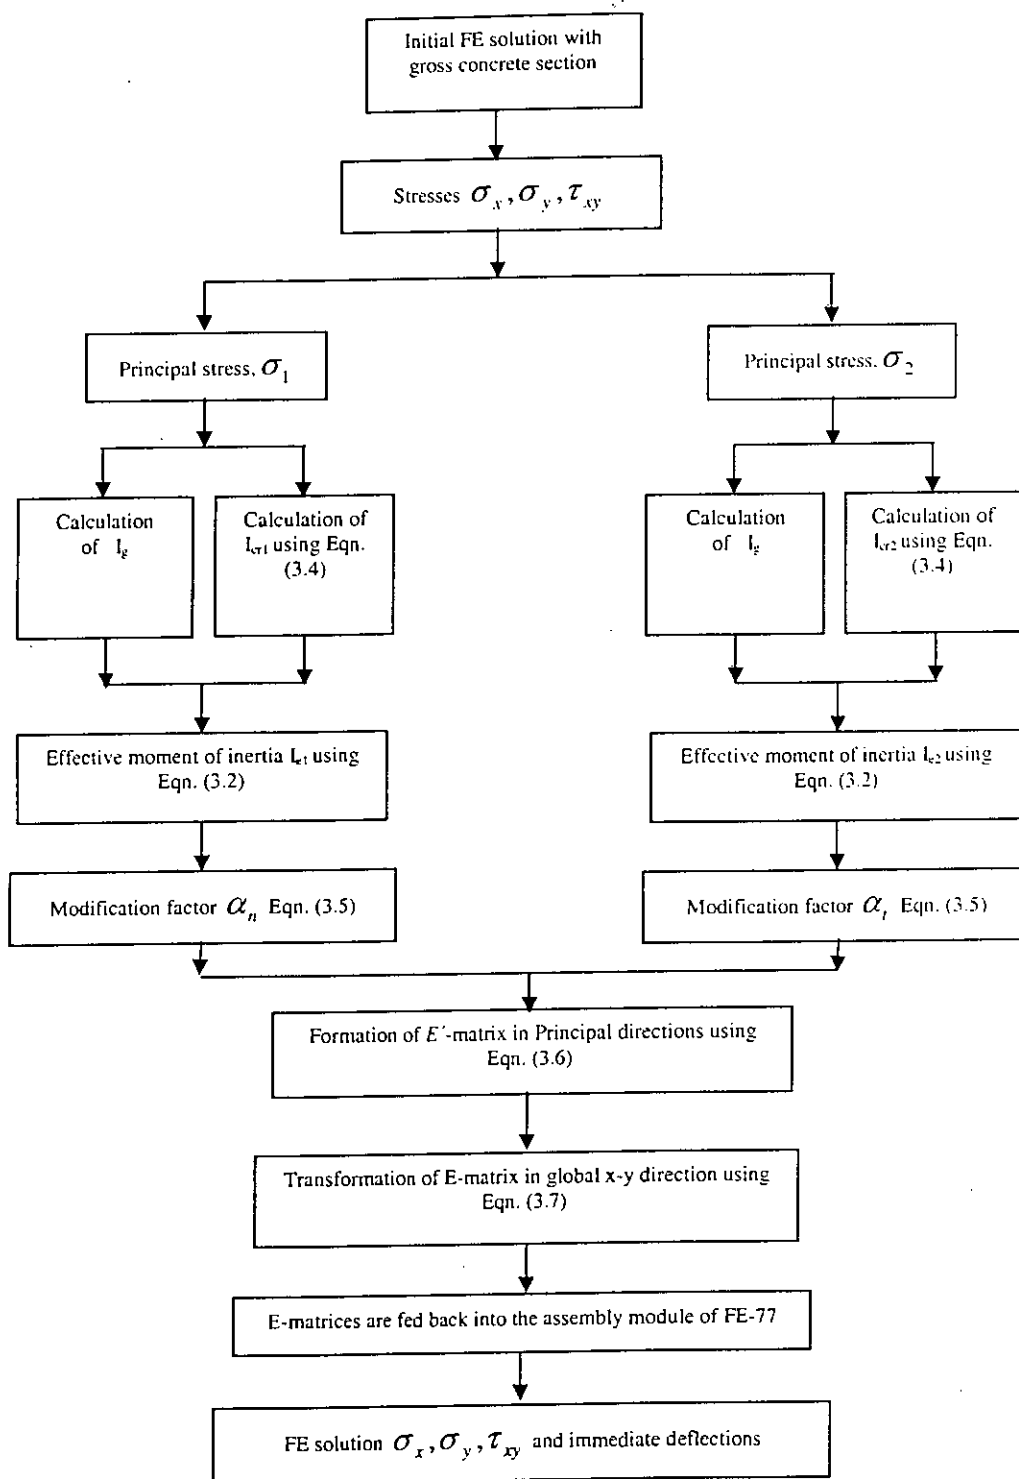 Initial FE solution with
gross concrete section
Stresses σx, σy, τxy
Principal stress, σ1
Principal stress. σ2
Calculation
of Ig
Calculation of
Icr1 using Eqn.
(3.4)
Calculation
of Ig
Calculation of
Icr2 using Eqn.
(3.4)
Effective moment of inertia Ie1 using
Eqn. (3.2)
Effective moment of inertia Ie2 using
Eqn. (3.2)
Modification factor αn Eqn. (3.5)
Modification factor αt Eqn. (3.5)
Formation of E′-matrix in Principal directions using
Eqn. (3.6)
Transformation of E-matrix in global x-y direction using
Eqn. (3.7)
E-matrices are fed back into the assembly module of FE-77
FE solution σx, σy, τxy and immediate deflections